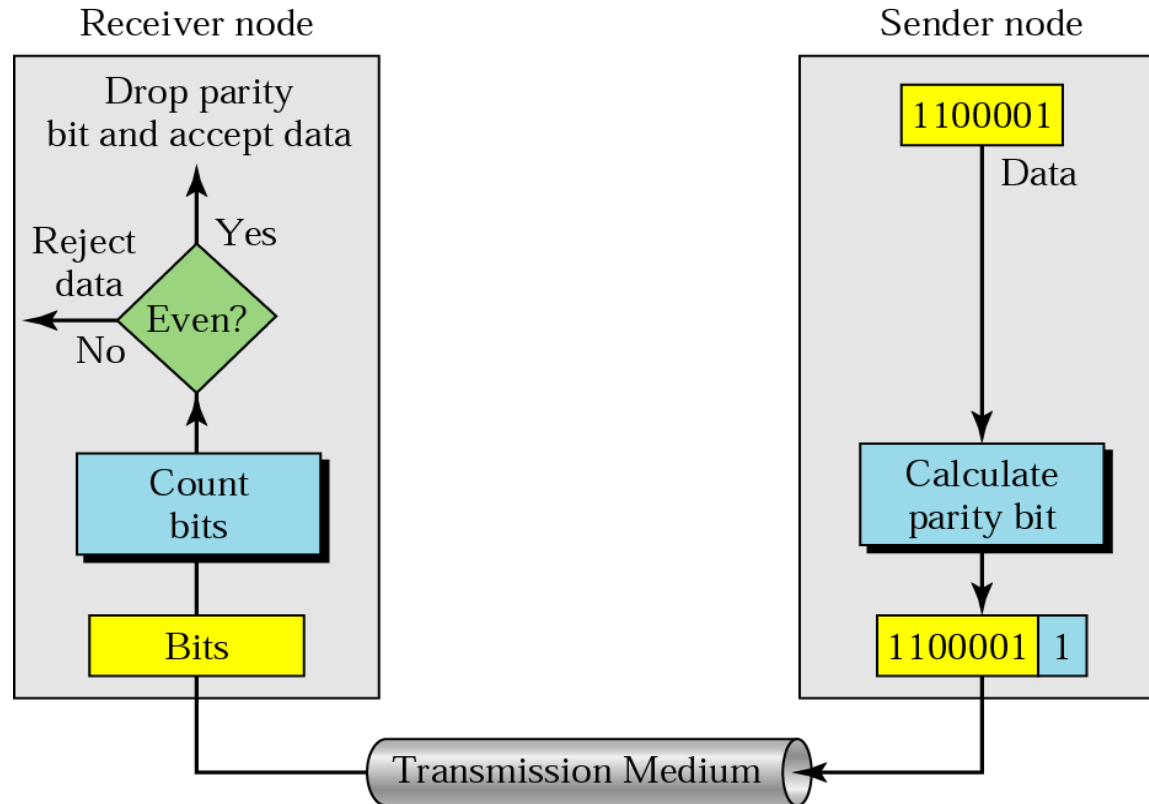 Receiver node
Sender node
Drop parity
bit and accept data
Yes
Reject
data
Even?
No
Count
bits
Bits
1100001
Data
Calculate
parity bit
1100001 1
Transmission Medium